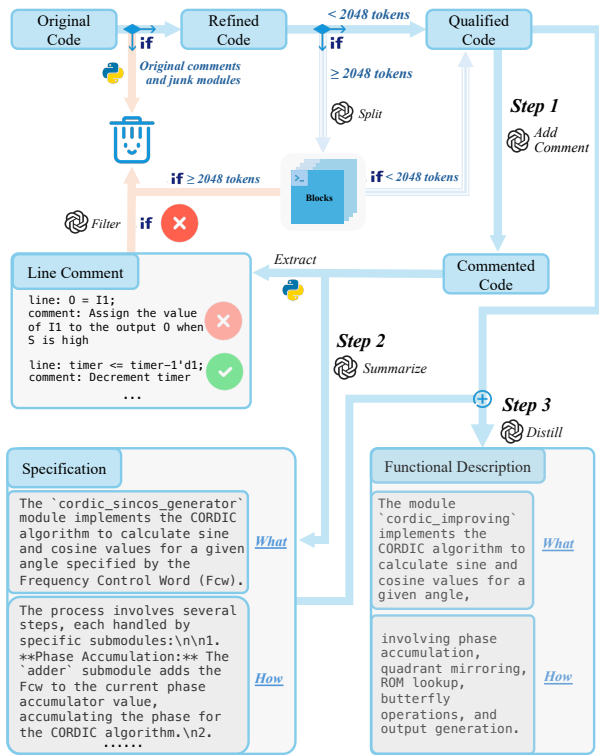 Original
Code
if
Refined
Code
< 2048 tokens
if
Qualified
Code
Original comments
and junk modules
≥ 2048 tokens
Split
Step 1
Add
Comment
if ≥ 2048 tokens
>_
Blocks
if < 2048 tokens
Filter
if
Line Comment
line: O = I1;
comment: Assign the value
of I1 to the output O when
S is high
line: timer <= timer-1'd1;
comment: Decrement timer
...
Extract
Commented
Code
Step 2
Summarize
Step 3
Distill
Specification
The `cordic_sincos_generator`
module implements the CORDIC
algorithm to calculate sine
and cosine values for a given
angle specified by the
Frequency Control Word (Fcw).
What
The process involves several
steps, each handled by
specific submodules:\n\n1.
**Phase Accumulation:** The
`adder` submodule adds the
Fcw to the current phase
accumulator value,
accumulating the phase for
the CORDIC algorithm.\n2.
......
How
Functional Description
The module
`cordic_improving`
implements the
CORDIC algorithm to
calculate sine and
cosine values for a
given angle,
What
involving phase
accumulation,
quadrant mirroring,
ROM lookup,
butterfly
operations, and
output generation.
How